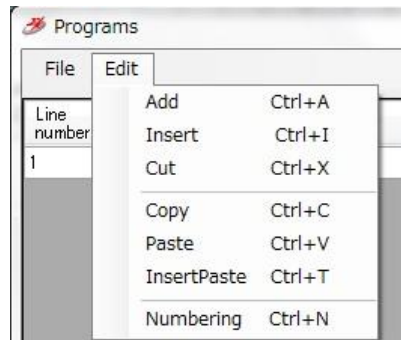 Programs
File Edit
Line
number
1
Add Ctrl+A
Insert Ctrl+I
Cut Ctrl+X
Copy Ctrl+C
Paste Ctrl+V
InsertPaste Ctrl+T
Numbering Ctrl+N